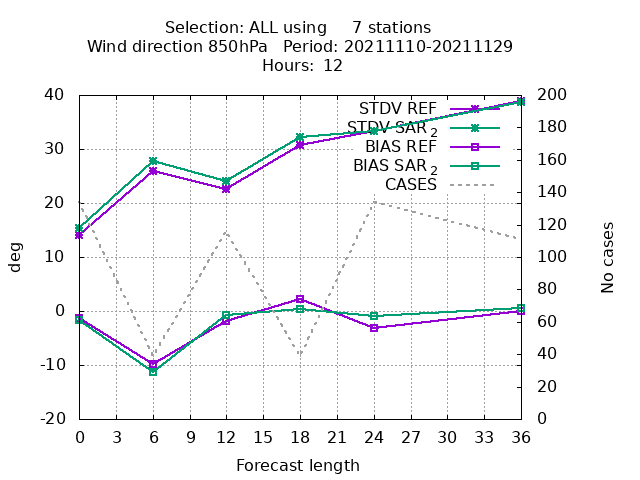 Selection: ALL using 7 stations
Wind direction 850hPa Period: 20211110-20211129
Hours: 12
STDV REF
STDV SAR 2
BIAS REF
BIAS SAR 2
CASES
40
30
20
10
0
-10
-20
deg
200
180
160
140
120
100
80
60
40
20
0
No cases
0 3 6 9 12 15 18 21 24 27 30 33 36
Forecast length